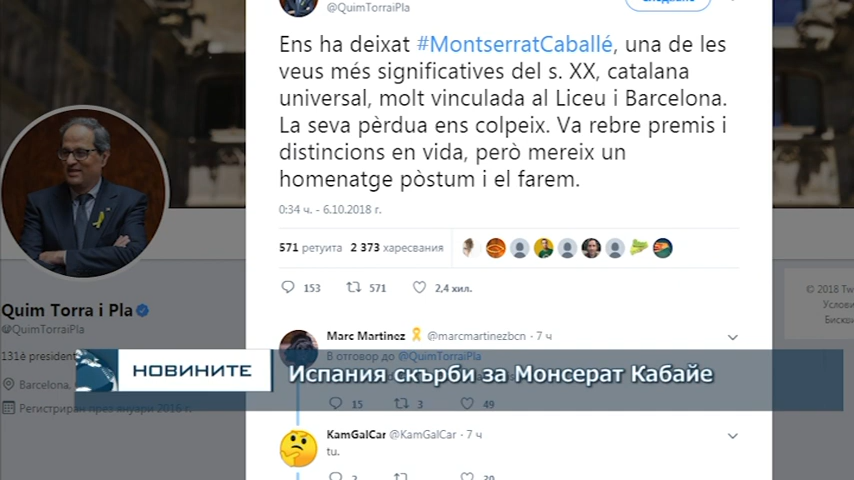 @QuimTorraiPla
Ens ha deixat #MontserratCaballé, una de les
veus més significatives del s. XX, catalana
universal, molt vinculada al Liceu i Barcelona.
La seva pèrdua ens colpeix. Va rebre premis i
distincions en vida, però mereix un
homenatge pòstum i el farem.
0:34 ч. - 6.10.2018 г.
571 ретуита 2 373 харесвания
153 571 2,4 хил.
Quim Torra i Pla
@QuimTorraiPla
131è president
Barcelona,
Регистриран през януари 2016 г.
© 2018 Tw
Услови
Бискв
Marc Martínez @marcmartinezbcn · 7 ч
В отговор до @QuimTorraiPla
15 3 49
НОВИНИТЕ
Испания скърби за Монсерат Кабайе
KamGalCar @KamGalCar · 7 ч
tu.